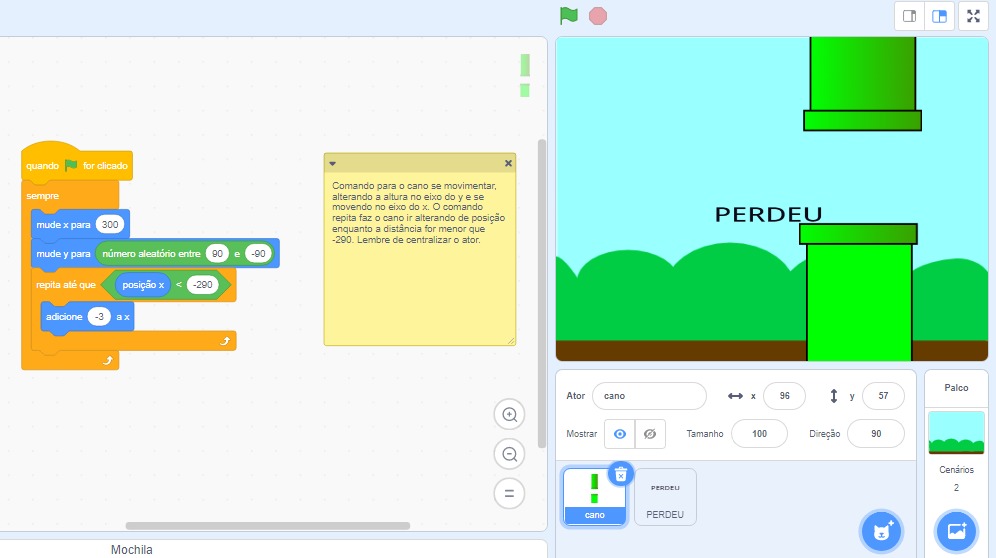 quando for clicado
sempre
mude x para 300
mude y para número aleatório entre 90 e -90
repita até que posição x < -290
adicione -3 a x
Comando para o cano se movimentar,
alterando a altura no eixo do y e se
movendo no eixo do x. O comando
repita faz o cano ir alterando de posição
enquanto a distância for menor que
-290. Lembre de centralizar o ator.
PERDEU
Ator cano x 96 y 57
Mostrar Tamanho 100 Direção 90
Palco
Cenários
2
PERDEU
cano PERDEU
Mochila